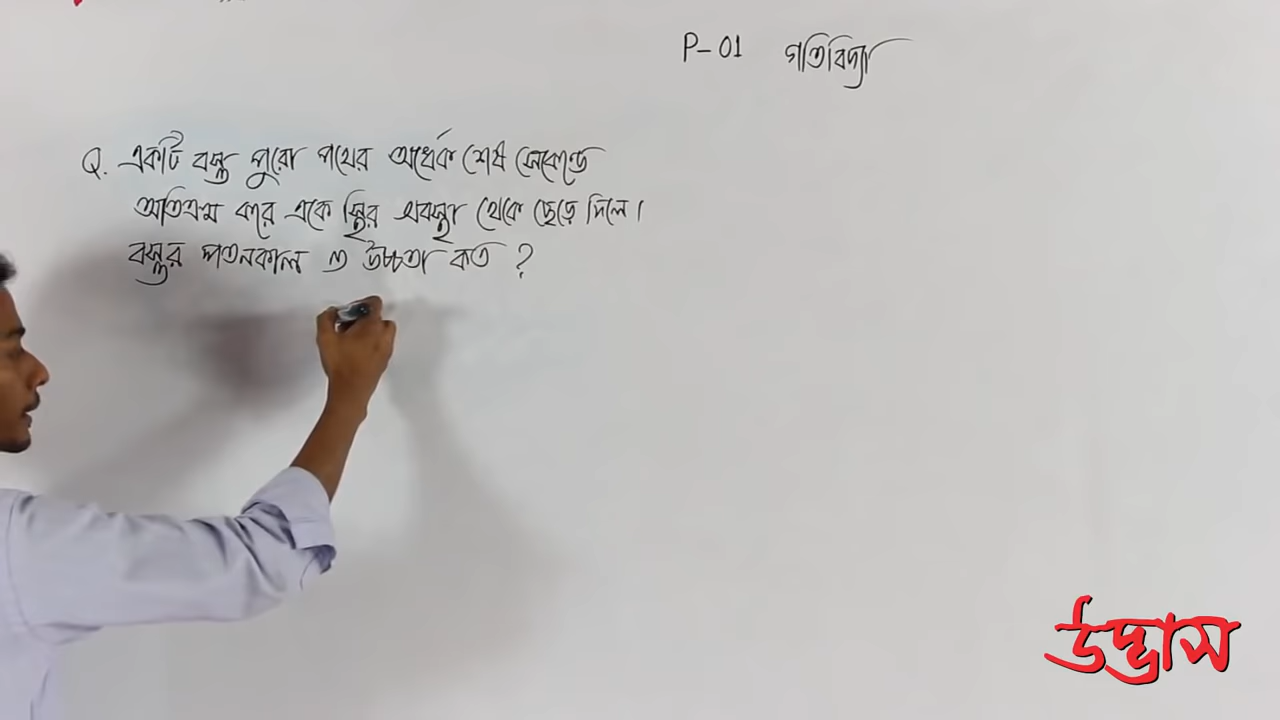 P-01 গতিবিদ্যা
Q. একটি বস্তু পুরো পথের অর্ধেক শেষ সেকেন্ডে
অতিক্রম করে একে স্থির অবস্থা থেকে ছেড়ে দিলে।
বস্তুর পতনকাল ও উচ্চতা কত ?
উদ্ভাস